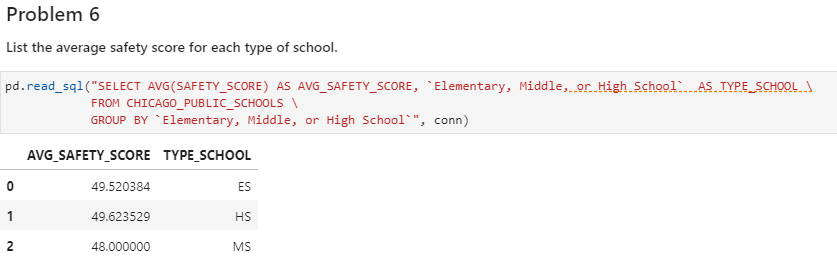 Problem 6
List the average safety score for each type of school.
pd.read_sql("SELECT AVG(SAFETY_SCORE) AS AVG_SAFETY_SCORE, `Elementary, Middle, or High School`  AS TYPE_SCHOOL \
FROM CHICAGO_PUBLIC_SCHOOLS \
GROUP BY `Elementary, Middle, or High School`", conn)
AVG_SAFETY_SCORE TYPE_SCHOOL
0 49.520384 ES
1 49.623529 HS
2 48.000000 MS